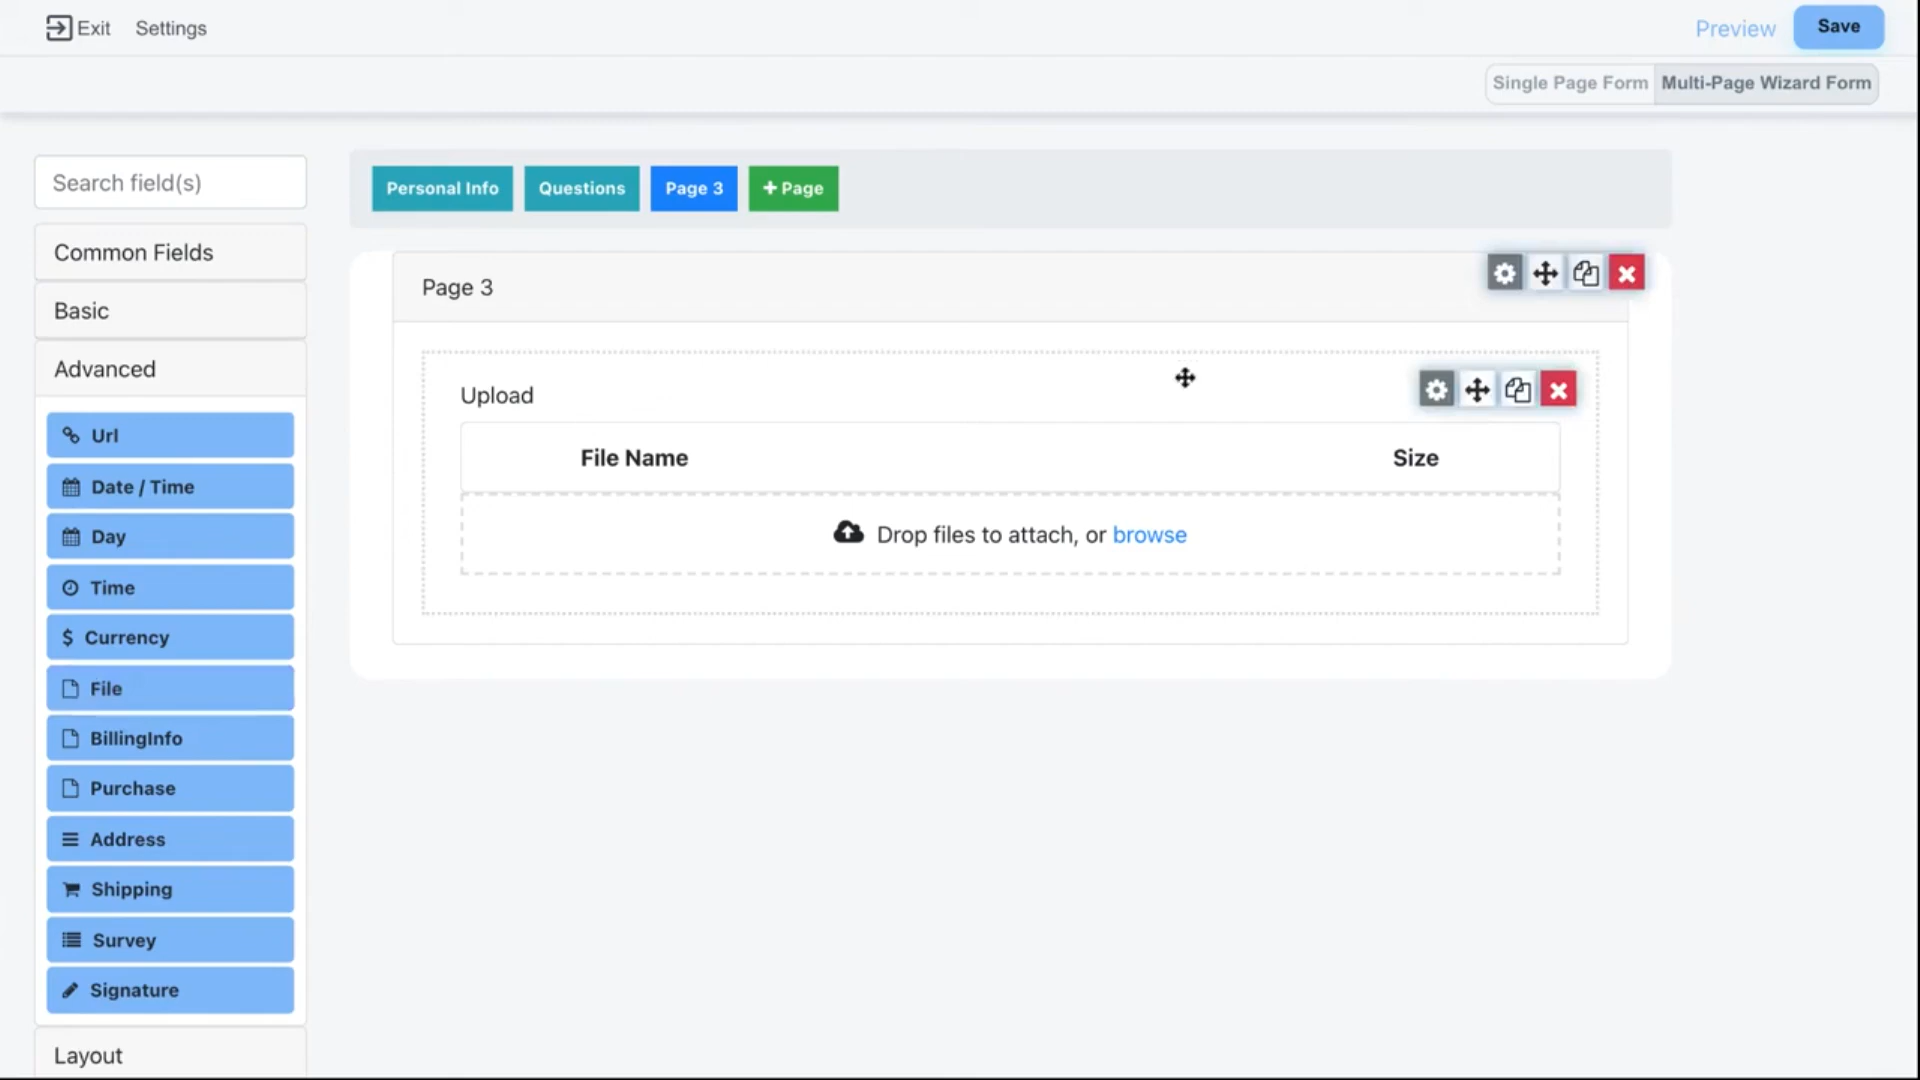 Exit Settings Preview Save
Single Page Form Multi-Page Wizard Form
Search field(s)
Personal Info Questions Page 3 + Page
Common Fields
Basic
Advanced
Url
Date / Time
Day
Time
$ Currency
File
BillingInfo
Purchase
Address
Shipping
Survey
Signature
Layout
Page 3
Upload
File Name Size
Drop files to attach, or browse